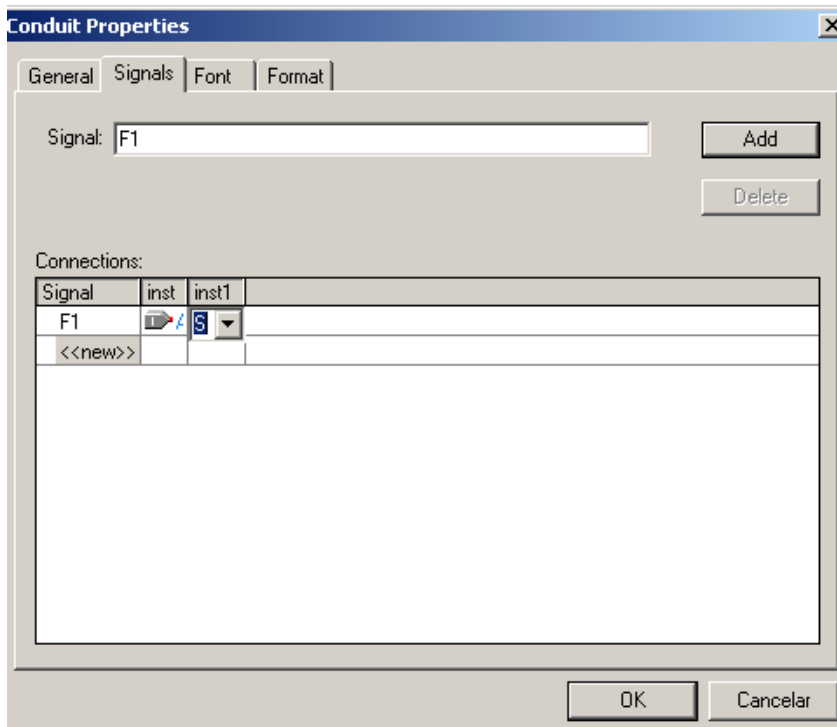 Conduit Properties
General Signals Font Format
Signal: F1 Add
Delete
Connections:
Signal inst inst1
F1 S
<<new>>
OK Cancelar